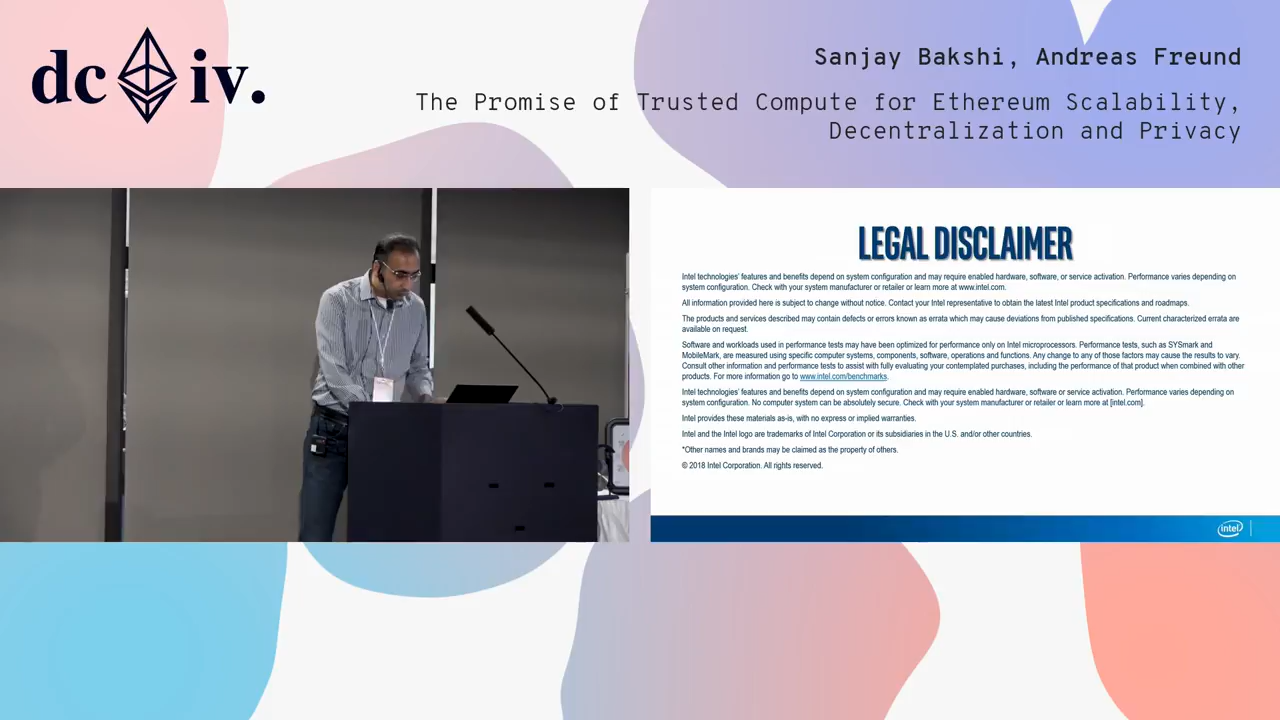 dc iv.
Sanjay Bakshi, Andreas Freund
The Promise of Trusted Compute for Ethereum Scalability,
Decentralization and Privacy
LEGAL DISCLAIMER
Intel technologies' features and benefits depend on system configuration and may require enabled hardware, software, or service activation. Performance varies depending on
system configuration. Check with your system manufacturer or retailer or learn more at www.intel.com.
All information provided here is subject to change without notice. Contact your Intel representative to obtain the latest Intel product specifications and roadmaps.
The products and services described may contain defects or errors known as errata which may cause deviations from published specifications. Current characterized errata are
available on request.
Software and workloads used in performance tests may have been optimized for performance only on Intel microprocessors. Performance tests, such as SYSmark and
MobileMark, are measured using specific computer systems, components, software, operations and functions. Any change to any of those factors may cause the results to vary.
Consult other information and performance tests to assist with fully evaluating your contemplated purchases, including the performance of that product when combined with other
products. For more information go to www.intel.com/benchmarks.
Intel technologies' features and benefits depend on system configuration and may require enabled hardware, software or service activation. Performance varies depending on
system configuration. No computer system can be absolutely secure. Check with your system manufacturer or retailer or learn more at [intel.com].
Intel provides these materials as-is, with no express or implied warranties.
Intel and the Intel logo are trademarks of Intel Corporation or its subsidiaries in the U.S. and/or other countries.
*Other names and brands may be claimed as the property of others.
© 2018 Intel Corporation. All rights reserved.
intel